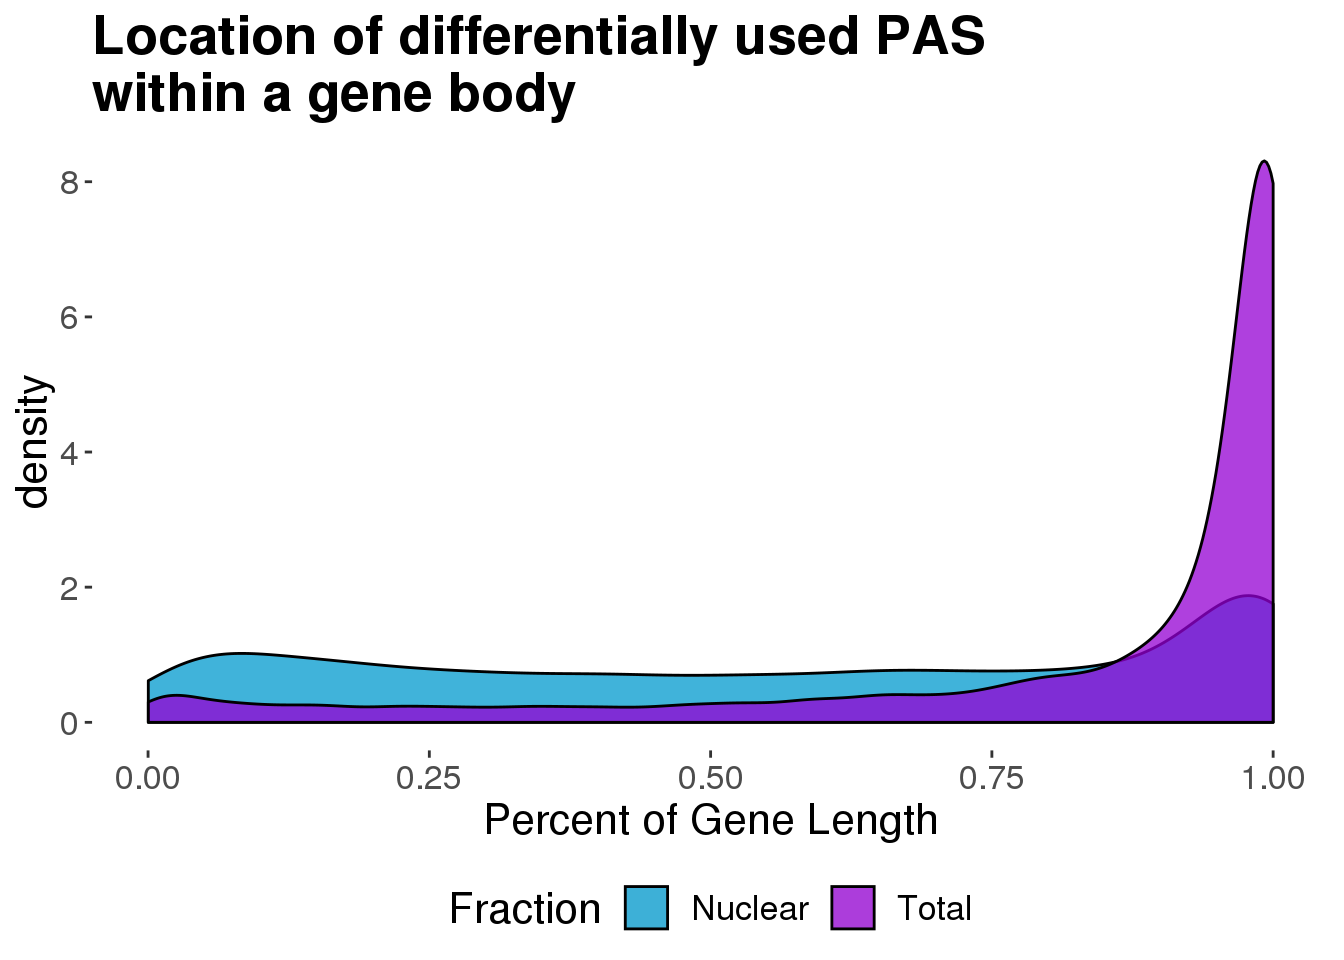 Location of differentially used PAS
within a gene body
density
8
6
4
2
0
0.00 0.25 0.50 0.75 1.00
Percent of Gene Length
Fraction Nuclear Total